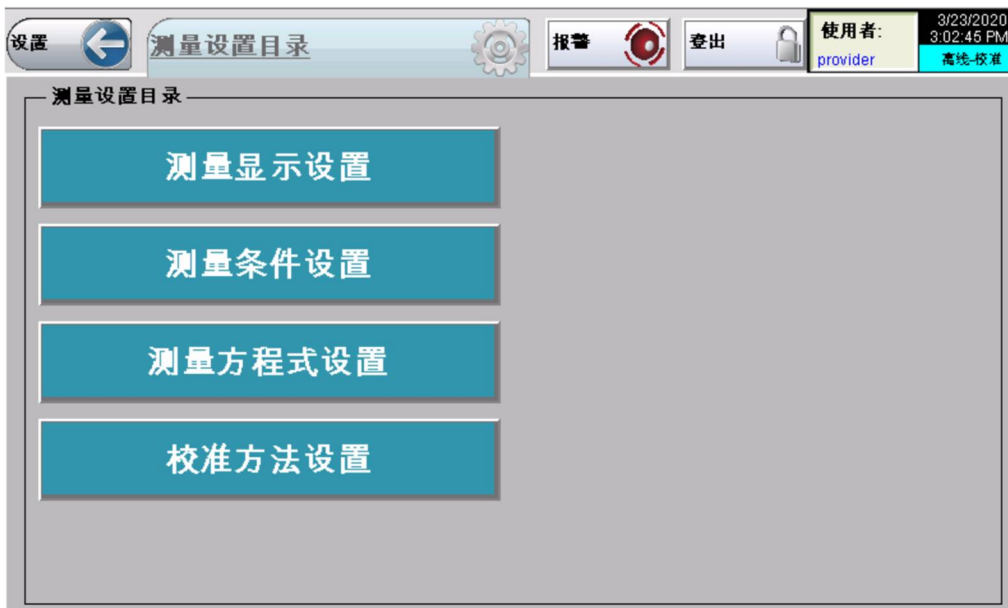 设置
测量设置目录
报警
登出
使用者:
provider
3/23/2020
3:02:45 PM
离线-校准
测量设置目录
测量显示设置
测量条件设置
测量方程式设置
校准方法设置